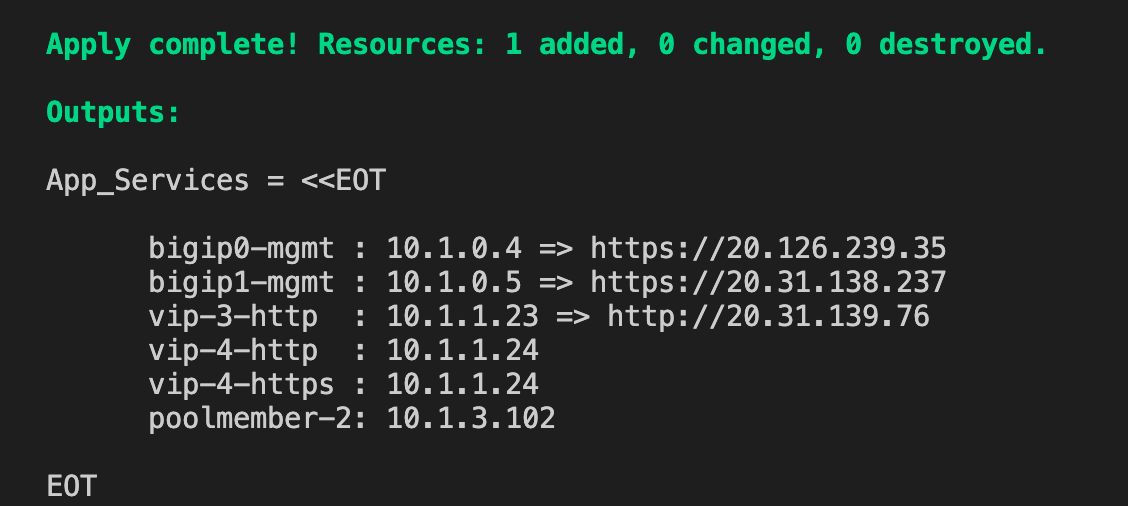 Apply complete! Resources: 1 added, 0 changed, 0 destroyed.
Outputs:
App_Services = <<EOT
bigip0-mgmt : 10.1.0.4 => https://20.126.239.35
bigip1-mgmt : 10.1.0.5 => https://20.31.138.237
vip-3-http  : 10.1.1.23 => http://20.31.139.76
vip-4-http  : 10.1.1.24
vip-4-https : 10.1.1.24
poolmember-2: 10.1.3.102
EOT